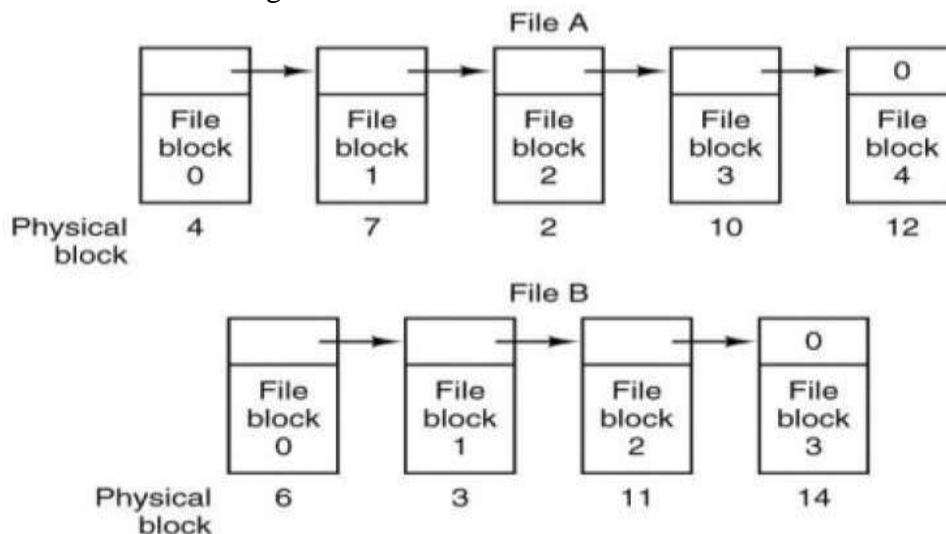 File A
0
File File File File File
block block block block block
0 1 2 3 4
Physical 4 7 2 10 12
block
File B
0
File File File File
block block block block
0 1 2 3
Physical 6 3 11 14
block